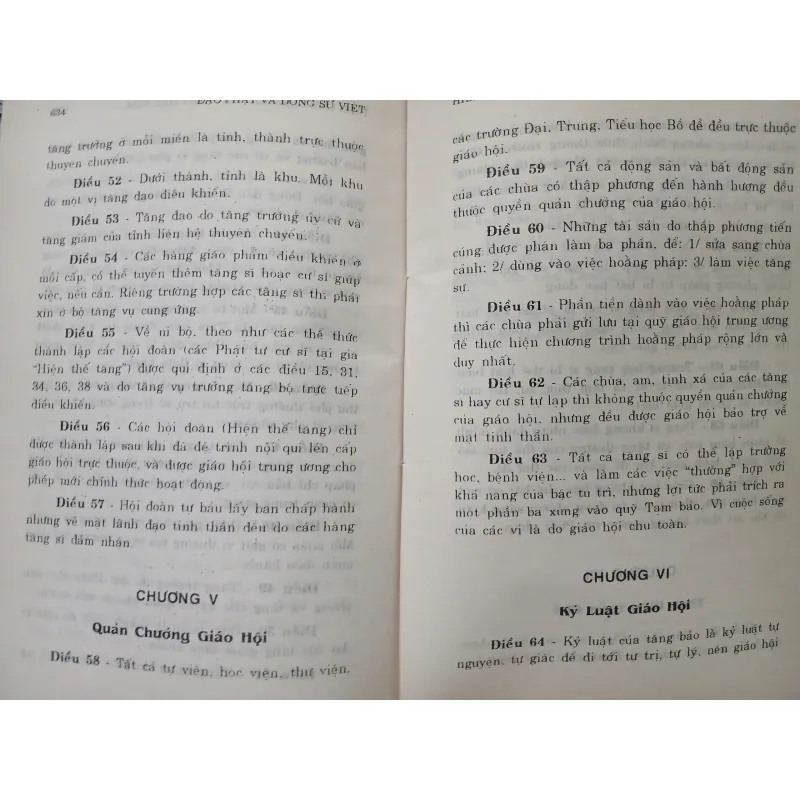 634
ĐẠO PHẬT VÀ DÒNG SỬ VIỆT
tăng trưởng ở mỗi miền là tỉnh, thành trực thuộc
thuyên chuyển.
Điều 52 - Dưới thành, tỉnh là khu. Mỗi khu
do một vị tăng đạo điều khiển.
Điều 53 - Tăng đạo do tăng trưởng ủy cử và
tăng giám của tỉnh liên hệ thuyên chuyển.
Điều 54 - Các hàng giáo phẩm điều khiển ở
mỗi cấp, có thể tuyển thêm tăng sĩ hoặc cư sĩ giúp
việc, nếu cần. Riêng trường hợp các tăng sĩ thì phải
xin ở bộ tăng vụ cung ứng.
Điều 55 - Về ni bộ, theo như các thể thức
thành lập các hội đoàn (các Phật tư cư sĩ tại gia
“Hiện thế tăng”) được qui định ở các điều 15, 31,
34, 36, 38 và do tăng vụ trưởng tăng bộ trực tiếp
điều khiển.
Điều 56 - Các hội đoàn (Hiện thế tăng) chỉ
được thành lập sau khi đã đệ trình nội qui lên cấp
giáo hội trực thuộc, và được giáo hội trung ương cho
phép mới chính thức hoạt động.
Điều 57 - Hội đoàn tự bầu lấy ban chấp hành
nhưng về mặt lãnh đạo tinh thần đều do các hàng
tăng sĩ đảm nhận.
CHƯƠNG V
Quản Chưởng Giáo Hội
Điều 58 - Tất cả tự viện, học viện, thư viện,
các trường Đại, Trung, Tiểu học Bồ đề đều trực thuộc
giáo hội.
Điều 59 - Tất cả động sản và bất động sản
của các chùa có thập phương đến hành hương đều
thuộc quyền quản chưởng của giáo hội.
Điều 60 - Những tài sản do thập phương tiến
cúng được phân làm ba phần, để: 1/ sửa sang chùa
cảnh: 2/ dùng vào việc hoằng pháp: 3/ làm việc tăng
sự.
Điều 61 - Phần tiền dành vào việc hoằng pháp
thì các chùa phải gửi lưu tại quỹ giáo hội trung ương
để thực hiện chương trình hoằng pháp rộng lớn và
duy nhất.
Điều 62 - Các chùa, am, tinh xá của các tăng
sĩ hay cư sĩ tự lập thì không thuộc quyền quản chưởng
của giáo hội, nhưng đều được giáo hội bảo trợ về
mặt tinh thần.
Điều 63 - Tất cả tăng sĩ có thể lập trường
học, bệnh viện... và làm các việc “thường” hợp với
khả năng của bậc tu trì, nhưng lợi tức phải trích ra
một phần ba xung vào quỹ Tam bảo. Vì cuộc sống
của các vị là do giáo hội chu toàn.
CHƯƠNG VI
Kỷ Luật Giáo Hội
Điều 64 - Kỷ luật của tăng bảo là kỷ luật tự
nguyện, tự giác để đi tới tự trị, tự lý, nên giáo hội